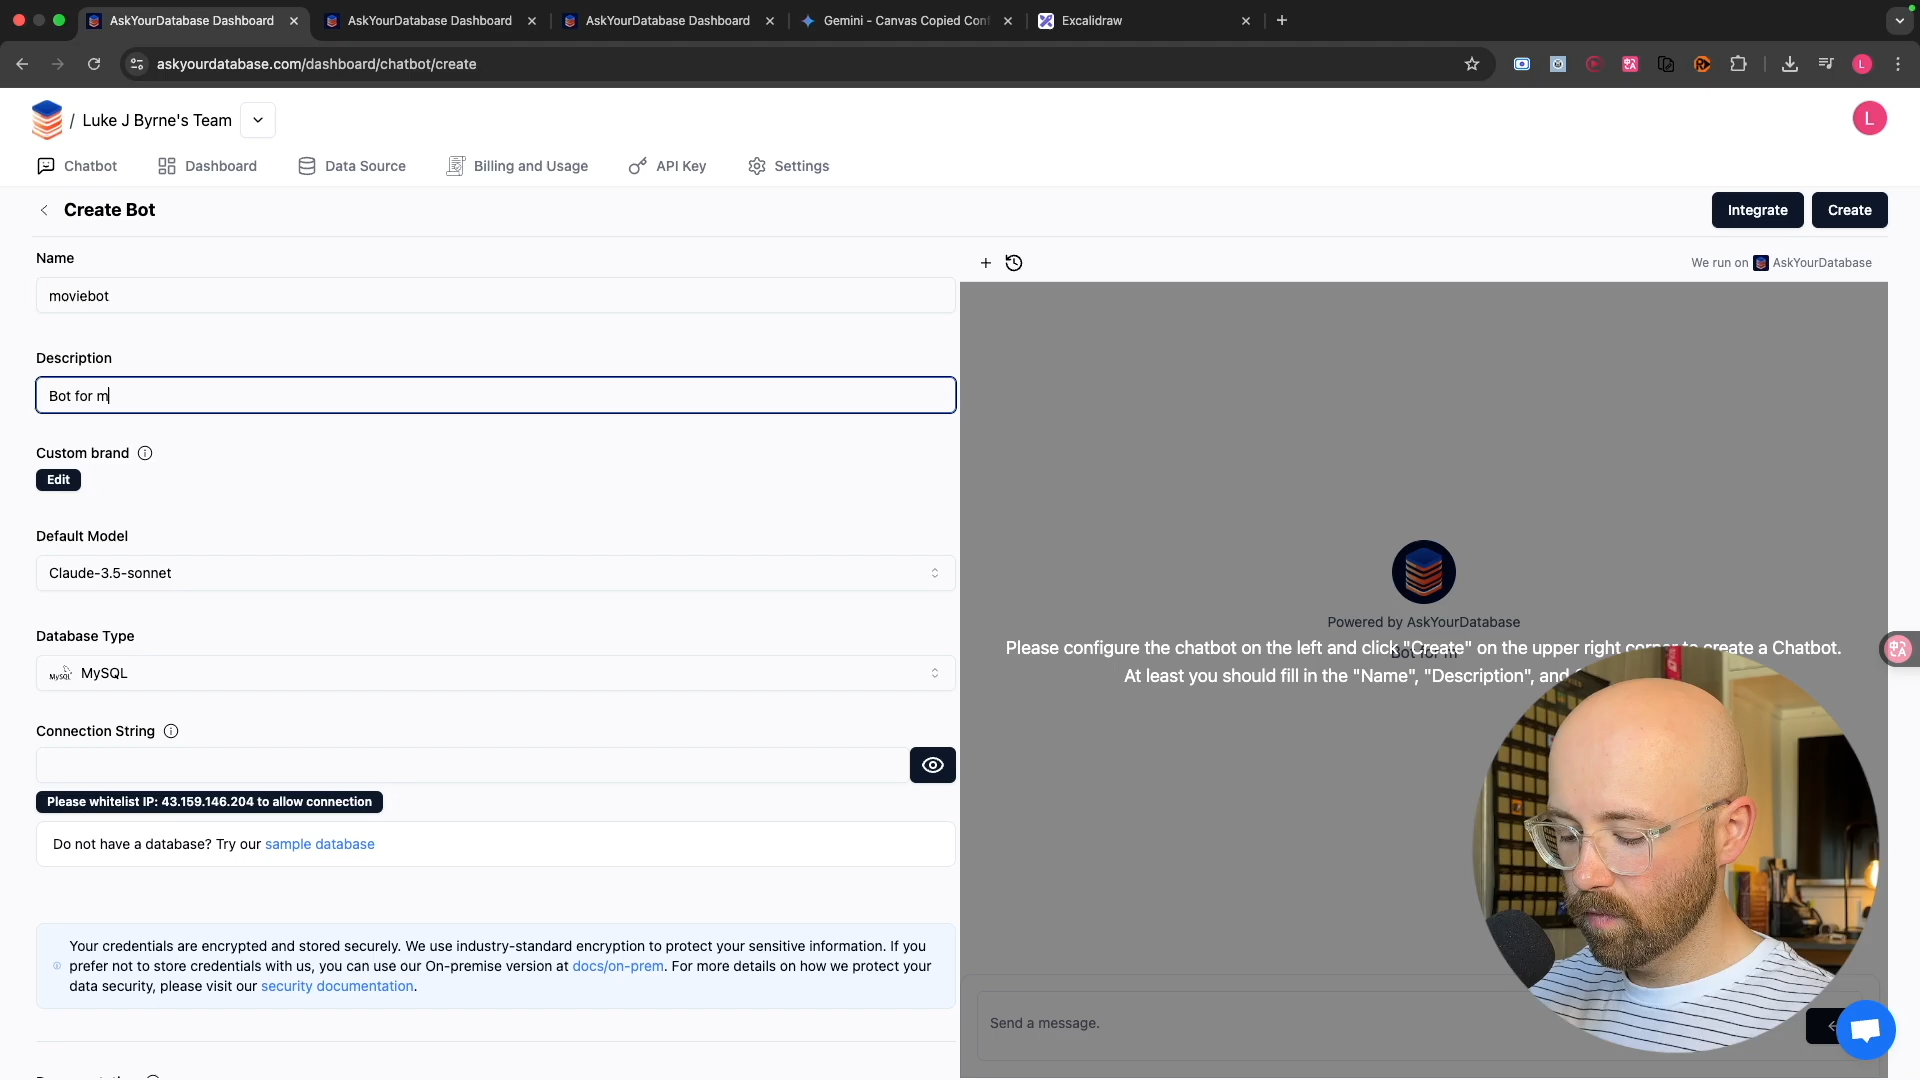 AskYourDatabase Dashboard
AskYourDatabase Dashboard
AskYourDatabase Dashboard
Gemini - Canvas Copied Con
Excalidraw
askyourdatabase.com/dashboard/chatbot/create
L
/ Luke J Byrne's Team
L
Chatbot
Dashboard
Data Source
Billing and Usage
API Key
Settings
Create Bot
Integrate
Create
Name
moviebot
We run on AskYourDatabase
Description
Bot for m
Custom brand
Edit
Default Model
Claude-3.5-sonnet
Database Type
MySQL MySQL
Connection String
Please whitelist IP: 43.159.146.204 to allow connection
Do not have a database? Try our sample database
Your credentials are encrypted and stored securely. We use industry-standard encryption to protect your sensitive information. If you
prefer not to store credentials with us, you can use our On-premise version at docs/on-prem. For more details on how we protect your
data security, please visit our security documentation.
Powered by AskYourDatabase
Please configure the chatbot on the left and click "Create" on the upper right corner to create a Chatbot.
Bot for m
At least you should fill in the "Name", "Description", and
Send a message.